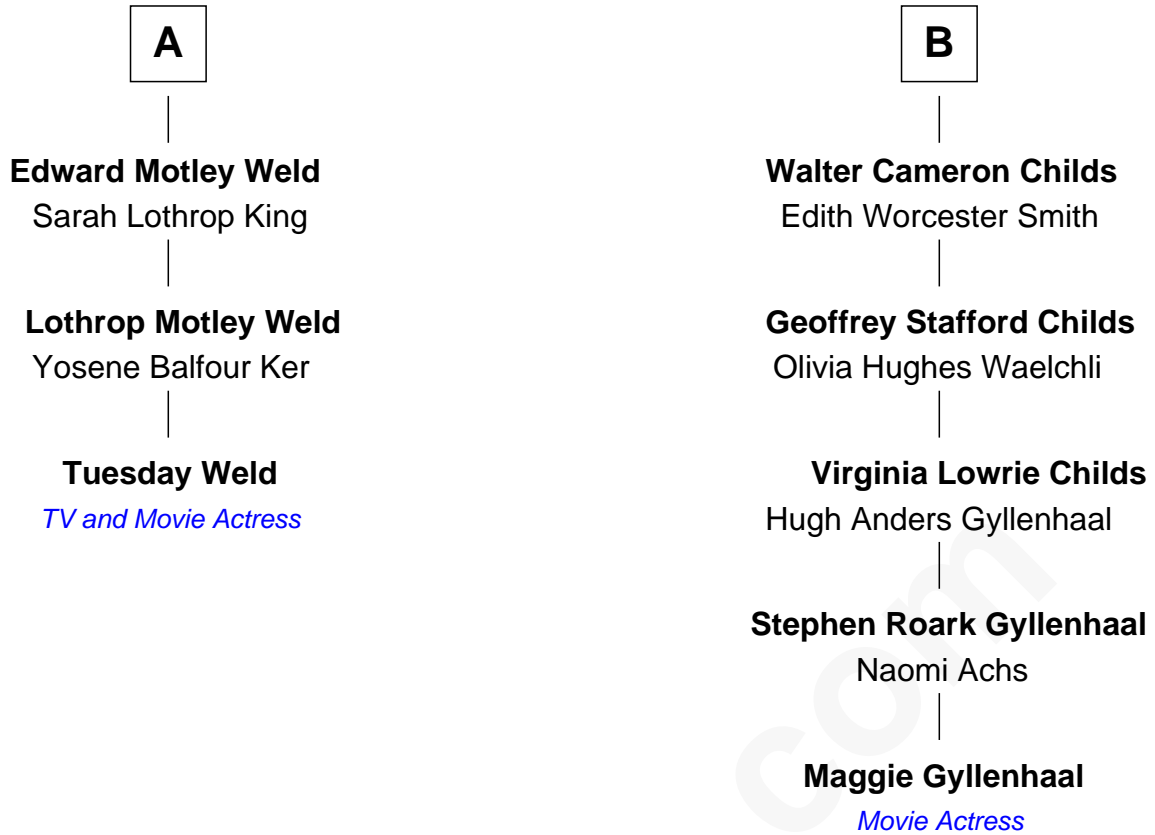 A
Edward Motley Weld
Sarah Lothrop King
Lothrop Motley Weld
Yosene Balfour Ker
Tuesday Weld
TV and Movie Actress
B
Walter Cameron Childs
Edith Worcester Smith
Geoffrey Stafford Childs
Olivia Hughes Waelchli
Virginia Lowrie Childs
Hugh Anders Gyllenhaal
Stephen Roark Gyllenhaal
Naomi Achs
Maggie Gyllenhaal
Movie Actress
com